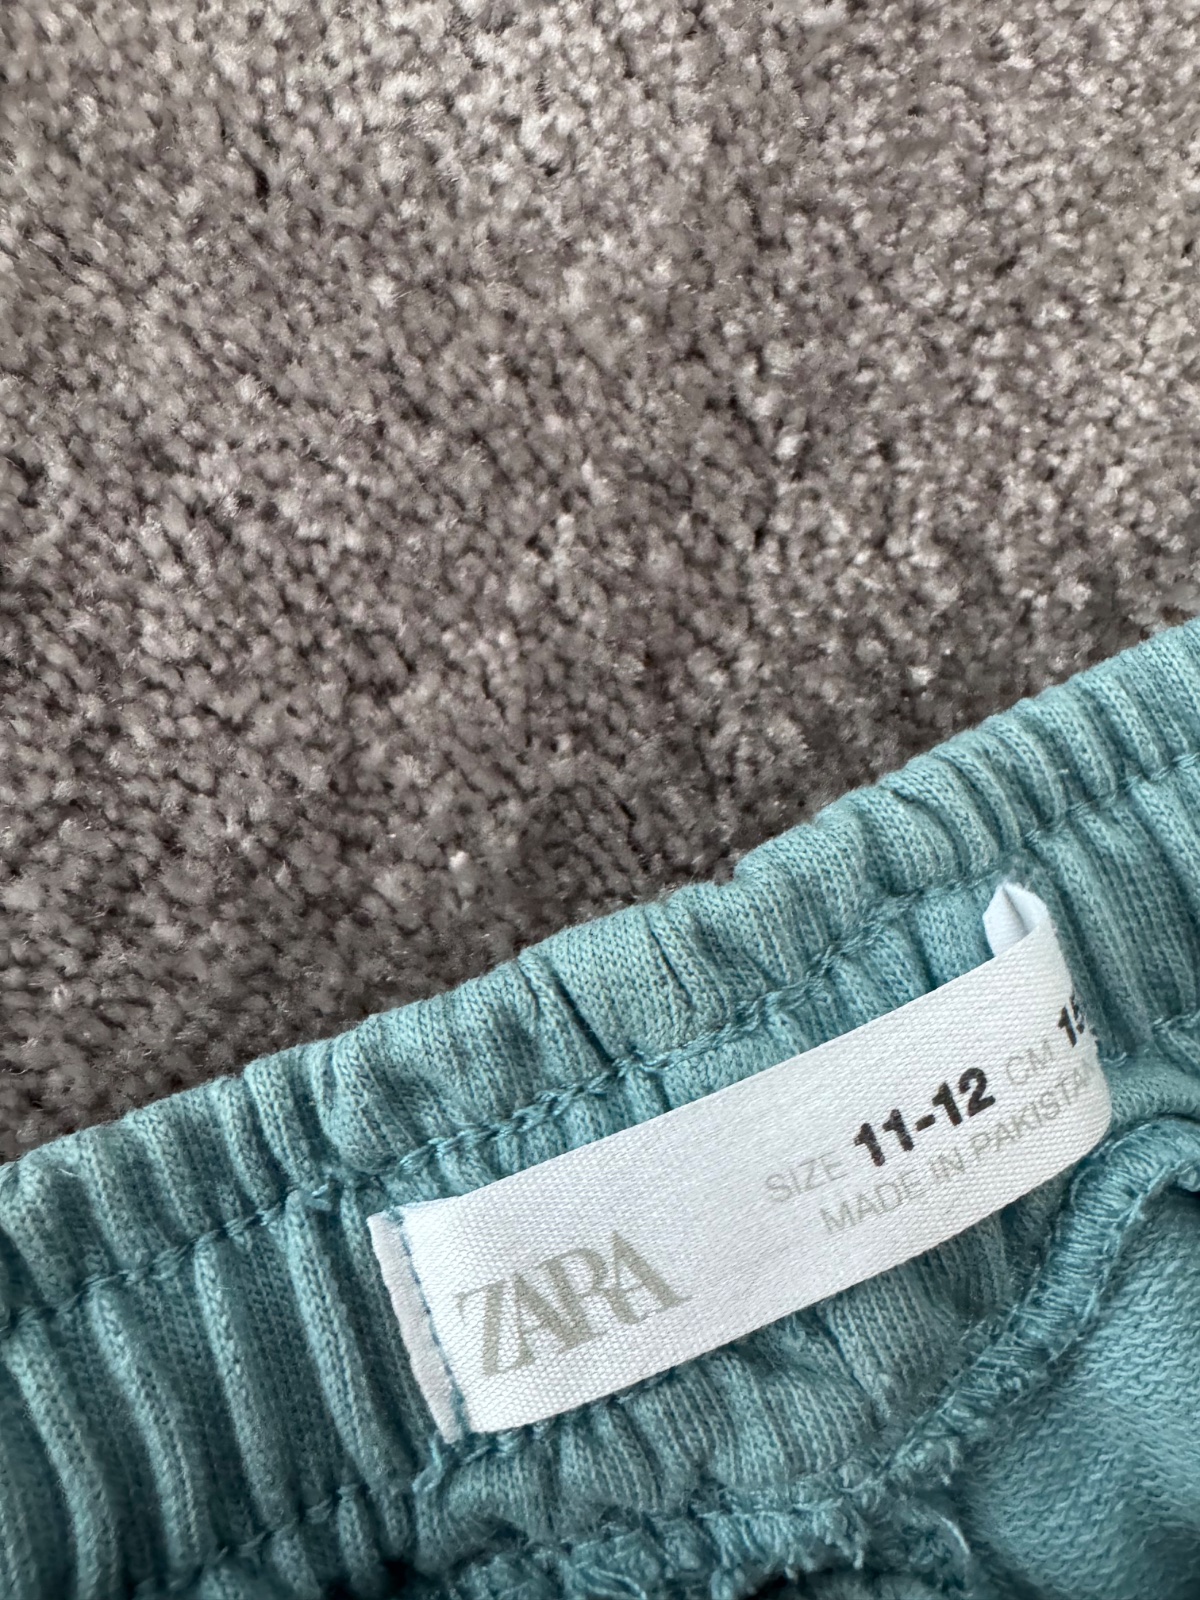 ZARA
SIZE 11-12 CM
MADE IN PAKISTAN